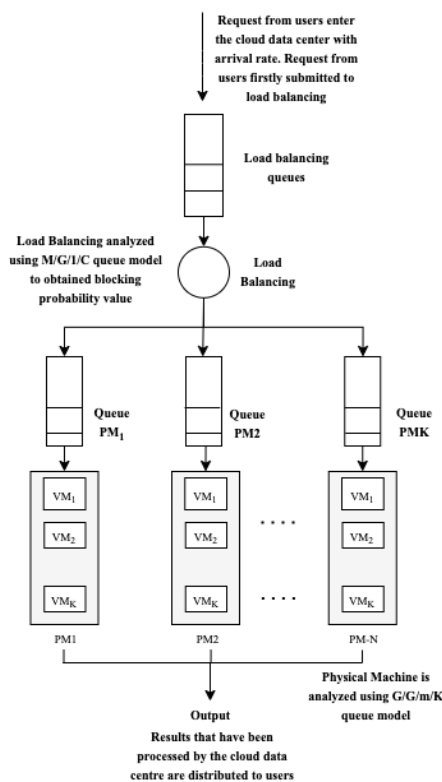 Request from users enter
the cloud data center with
arrival rate. Request from
users firstly submitted to
load balancing
Load balancing
queues
Load Balancing analyzed
using M/G/1/C queue model
to obtained blocking
probability value
Load
Balancing
Queue
PM₁
Queue
PM2
Queue
PMK
VM₁
VM₂
VM_K
VM₁
VM₂
VM_K
VM₁
VM₂
VM_K
. . . .
. . . .
PM1
PM2
PM-N
Physical Machine is
analyzed using G/G/m/K
queue model
Output
Results that have been
processed by the cloud data
centre are distributed to users